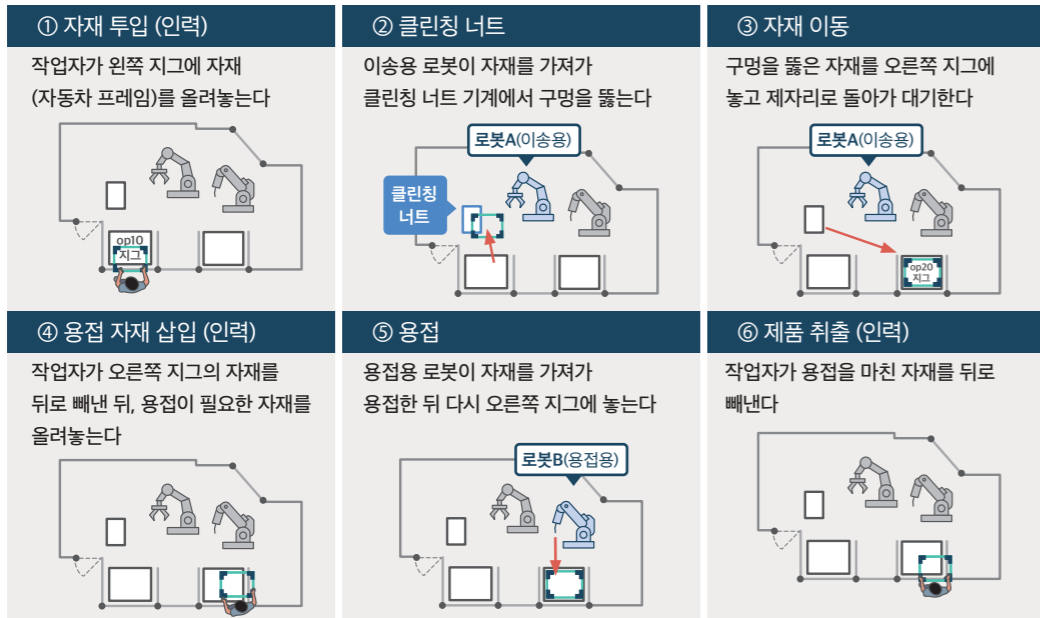 ① 자재 투입 (인력)
작업자가 왼쪽 지그에 자재
(자동차 프레임)를 올려놓는다
op10
지그
② 클린칭 너트
이송용 로봇이 자재를 가져가
클린칭 너트 기계에서 구멍을 뚫는다
로봇A(이송용)
클린칭
너트
③ 자재 이동
구멍을 뚫은 자재를 오른쪽 지그에
놓고 제자리로 돌아가 대기한다
로봇A(이송용)
op20
지그
④ 용접 자재 삽입 (인력)
작업자가 오른쪽 지그의 자재를
뒤로 빼낸 뒤, 용접이 필요한 자재를
올려놓는다
⑤ 용접
용접용 로봇이 자재를 가져가
용접한 뒤 다시 오른쪽 지그에 놓는다
로봇B(용접용)
⑥ 제품 취출 (인력)
작업자가 용접을 마친 자재를 뒤로
빼낸다